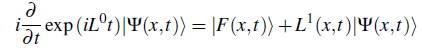 i ∂/∂t exp (iL⁰t)|Ψ(x,t)⟩ = |F(x,t)⟩ + L¹(x,t)|Ψ(x,t)⟩